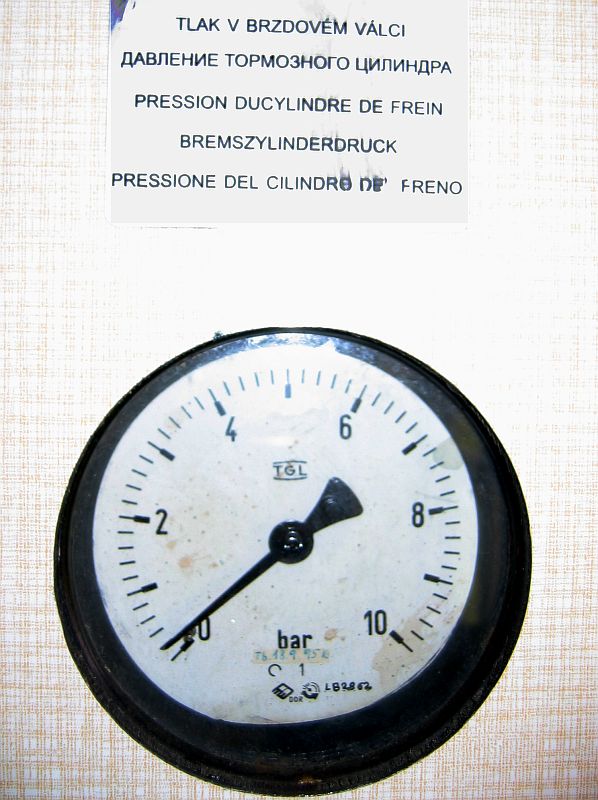 TLAK V BRZDOVÉM VÁLCI
ДАВЛЕНИЕ ТОРМОЗНОГО ЦИЛИНДРА
PRESSION DUCYLINDRE DE FREIN
BREMSZYLINDERDRUCK
PRESSIONE DEL CILINDRO DE' FRENO
4 6
TGL
2 8
0 10
bar
1
DDR